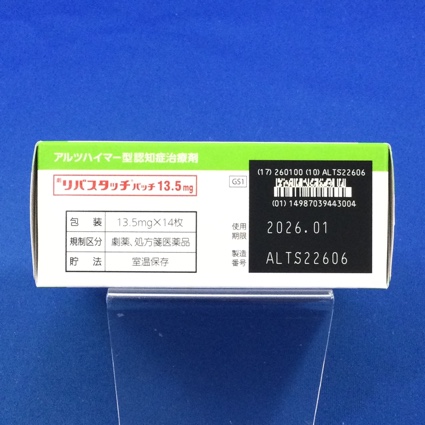 アルツハイマー型認知症治療剤
®リバスタッチ パッチ 13.5mg
GS1
包 装 13.5mg×14枚
規制区分 劇薬、処方箋医薬品
貯 法 室温保存
(17) 260100 (10) ALTS22606
(01) 14987039443004
使用期限 2026.01
製造番号 ALTS22606